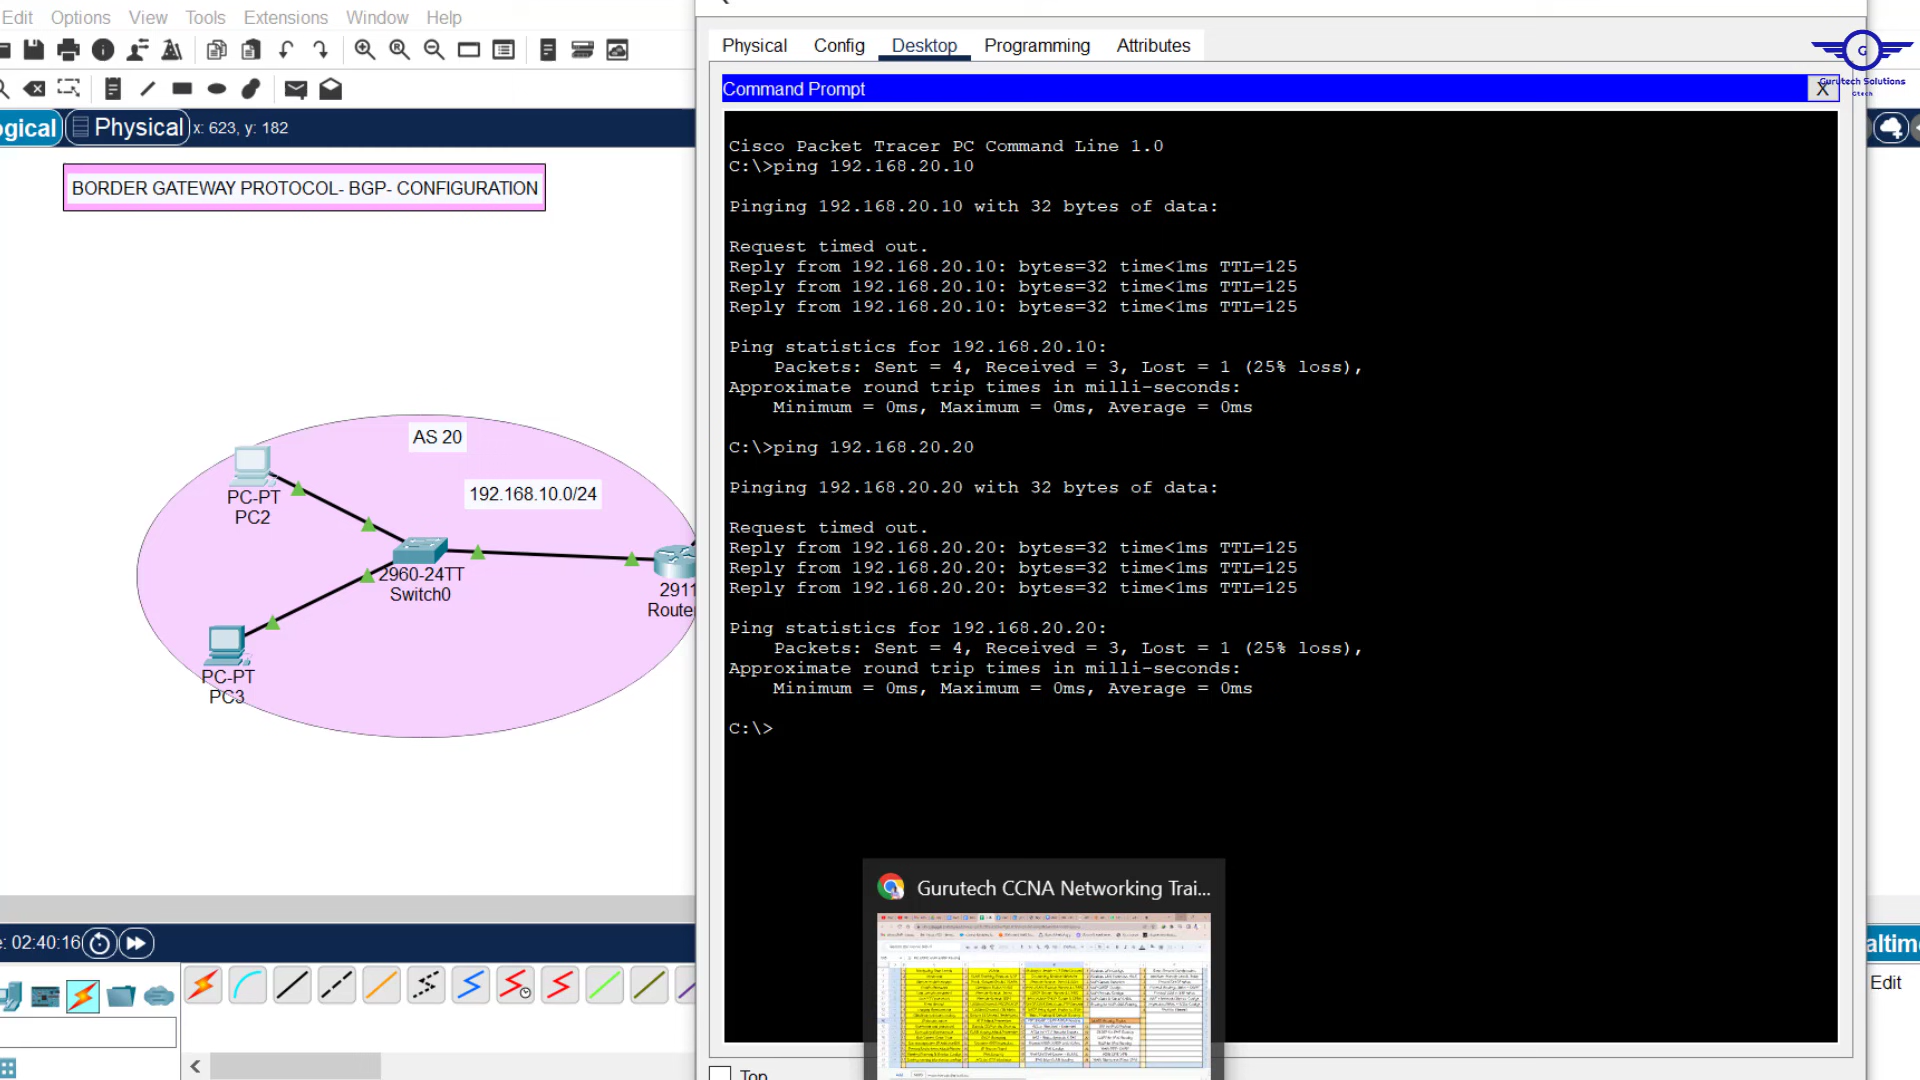 Edit Options View Tools Extensions Window Help
Physical Config Desktop Programming Attributes
G
Gurutech Solutions
Gtech
Command Prompt
X
ogical Physical x: 623, y: 182
BORDER GATEWAY PROTOCOL- BGP- CONFIGURATION
AS 20
192.168.10.0/24
PC-PT
PC2
2960-24TT
Switch0
2911
Route
PC-PT
PC3
Cisco Packet Tracer PC Command Line 1.0
C:\>ping 192.168.20.10
Pinging 192.168.20.10 with 32 bytes of data:
Request timed out.
Reply from 192.168.20.10: bytes=32 time<1ms TTL=125
Reply from 192.168.20.10: bytes=32 time<1ms TTL=125
Reply from 192.168.20.10: bytes=32 time<1ms TTL=125
Ping statistics for 192.168.20.10:
Packets: Sent = 4, Received = 3, Lost = 1 (25% loss),
Approximate round trip times in milli-seconds:
Minimum = 0ms, Maximum = 0ms, Average = 0ms
C:\>ping 192.168.20.20
Pinging 192.168.20.20 with 32 bytes of data:
Request timed out.
Reply from 192.168.20.20: bytes=32 time<1ms TTL=125
Reply from 192.168.20.20: bytes=32 time<1ms TTL=125
Reply from 192.168.20.20: bytes=32 time<1ms TTL=125
Ping statistics for 192.168.20.20:
Packets: Sent = 4, Received = 3, Lost = 1 (25% loss),
Approximate round trip times in milli-seconds:
Minimum = 0ms, Maximum = 0ms, Average = 0ms
C:\>
Gurutech CCNA Networking Trai...
e: 02:40:16
altime
Edit
Top